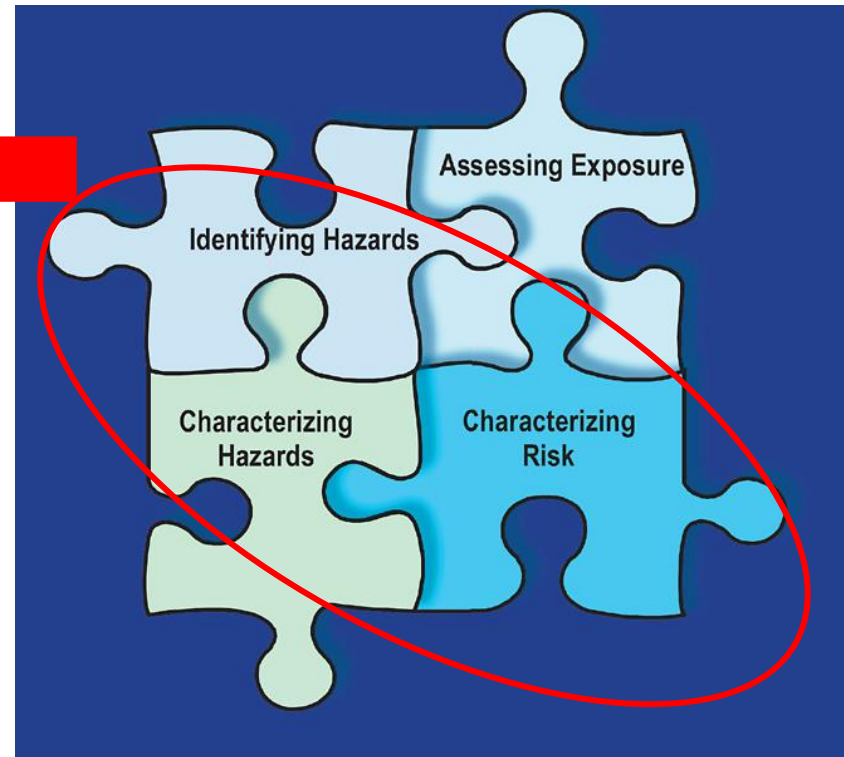 Assessing Exposure
Identifying Hazards
Characterizing
Hazards
Characterizing
Risk